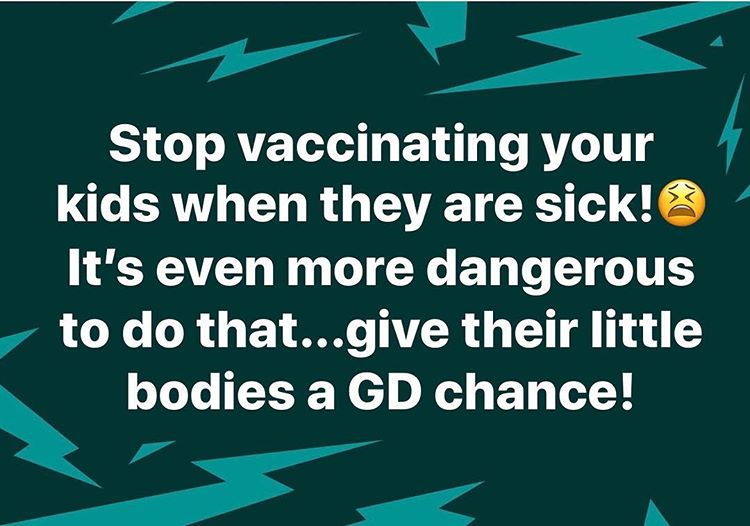 Stop vaccinating your
kids when they are sick!😫
It's even more dangerous
to do that...give their little
bodies a GD chance!